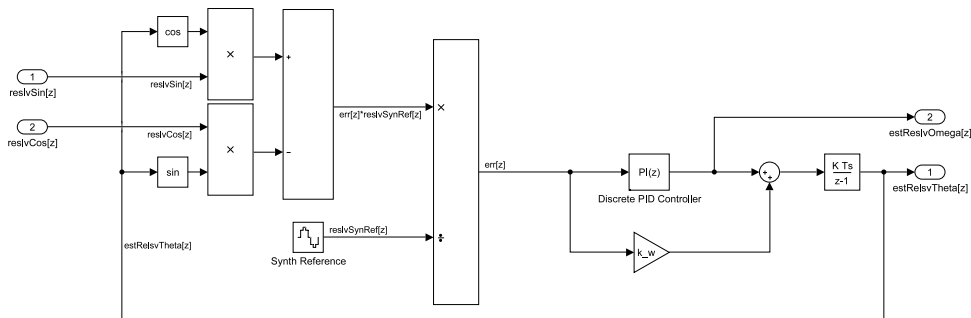 cos
×
+
1
reslvSin[z]
reslvSin[z]
err[z]*reslvSynRef[z]
×
2
reslvCos[z]
reslvCos[z]
×
−
sin
err[z]
PI(z)
Discrete PID Controller
+
+
K Ts
z-1
2
estReslvOmega[z]
1
estRelsvTheta[z]
estRelsvTheta[z]
Synth Reference
reslvSynRef[z]
÷
k_w